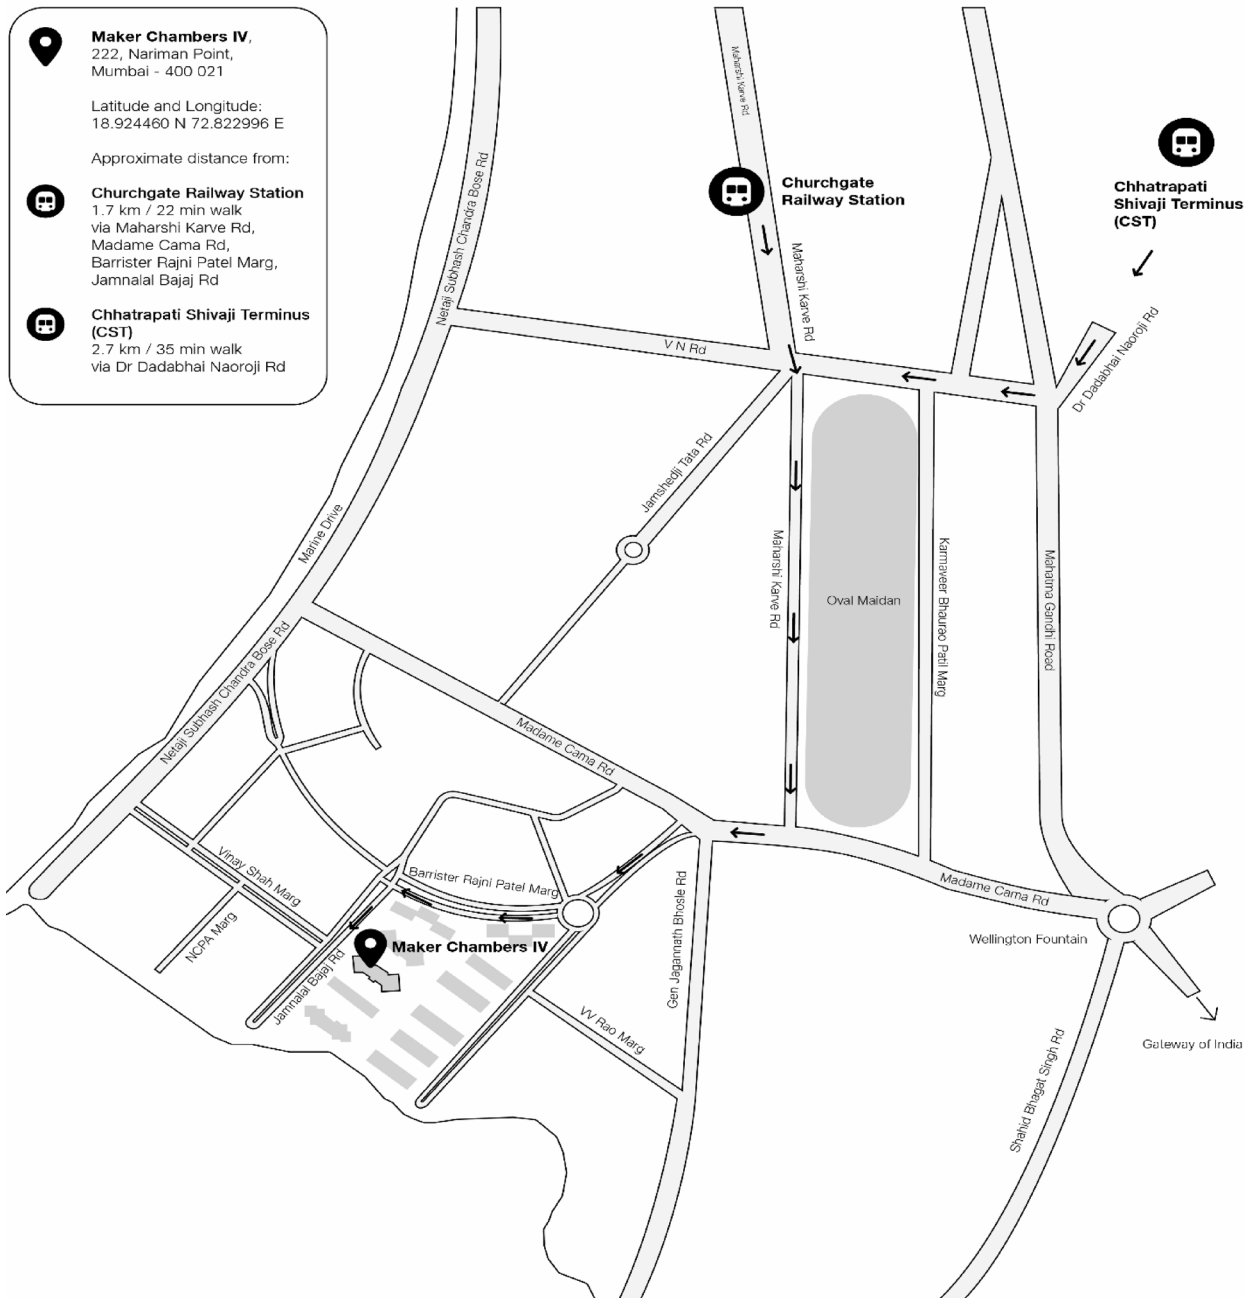 Maker Chambers IV,
222, Nariman Point,
Mumbai - 400 021
Latitude and Longitude:
18.924460 N 72.822996 E
Approximate distance from:
Churchgate Railway Station
1.7 km / 22 min walk
via Maharshi Karve Rd,
Madame Cama Rd,
Barrister Rajni Patel Marg,
Jamnalal Bajaj Rd
Chhatrapati Shivaji Terminus
(CST)
2.7 km / 35 min walk
via Dr Dadabhai Naoroji Rd
Maharshi Karve Rd
Churchgate
Railway Station
Chhatrapati
Shivaji Terminus
(CST)
Netaji Subhash Chandra Bose Rd
Maharshi Karve Rd
V N Rd
Dr Dadabhai Naoroji Rd
Jamshedji Tata Rd
Marine Drive
Maharshi Karve Rd
Oval Maidan
Karmaveer Bhaurao Patil Marg
Mahatma Gandhi Road
Netaji Subhash Chandra Bose Rd
Madame Cama Rd
Vinay Shah Marg
Barrister Rajni Patel Marg
Gen Jagannath Bhosle Rd
Madame Cama Rd
NCPA Marg
Maker Chambers IV
Wellington Fountain
Jamnalal Bajaj Rd
VV Rao Marg
Shahid Bhagat Singh Rd
Gateway of India